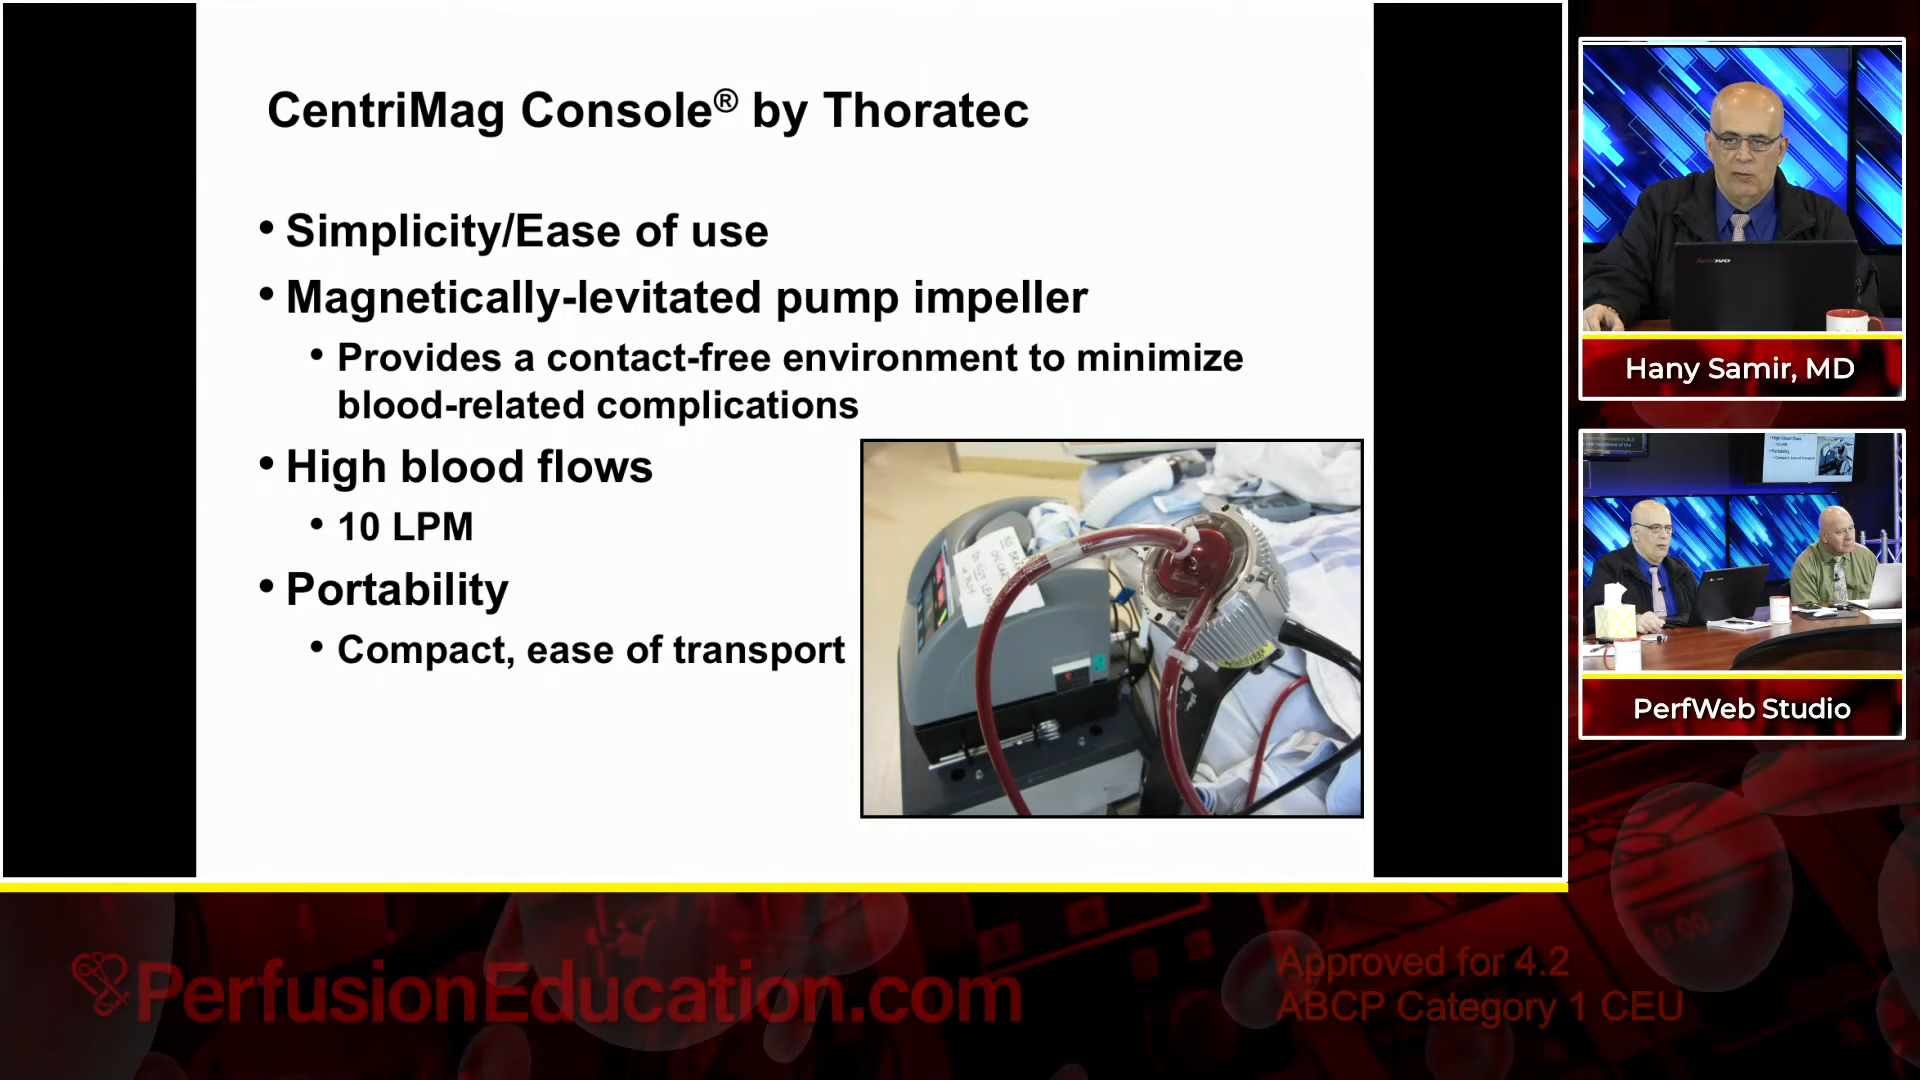 CentriMag Console® by Thoratec
• Simplicity/Ease of use
• Magnetically-levitated pump impeller
• Provides a contact-free environment to minimize
blood-related complications
• High blood flows
• 10 LPM
• Portability
• Compact, ease of transport
Hany Samir, MD
PerfWeb Studio
PerfusionEducation.com
Approved for 4.2
ABCP Category 1 CEU